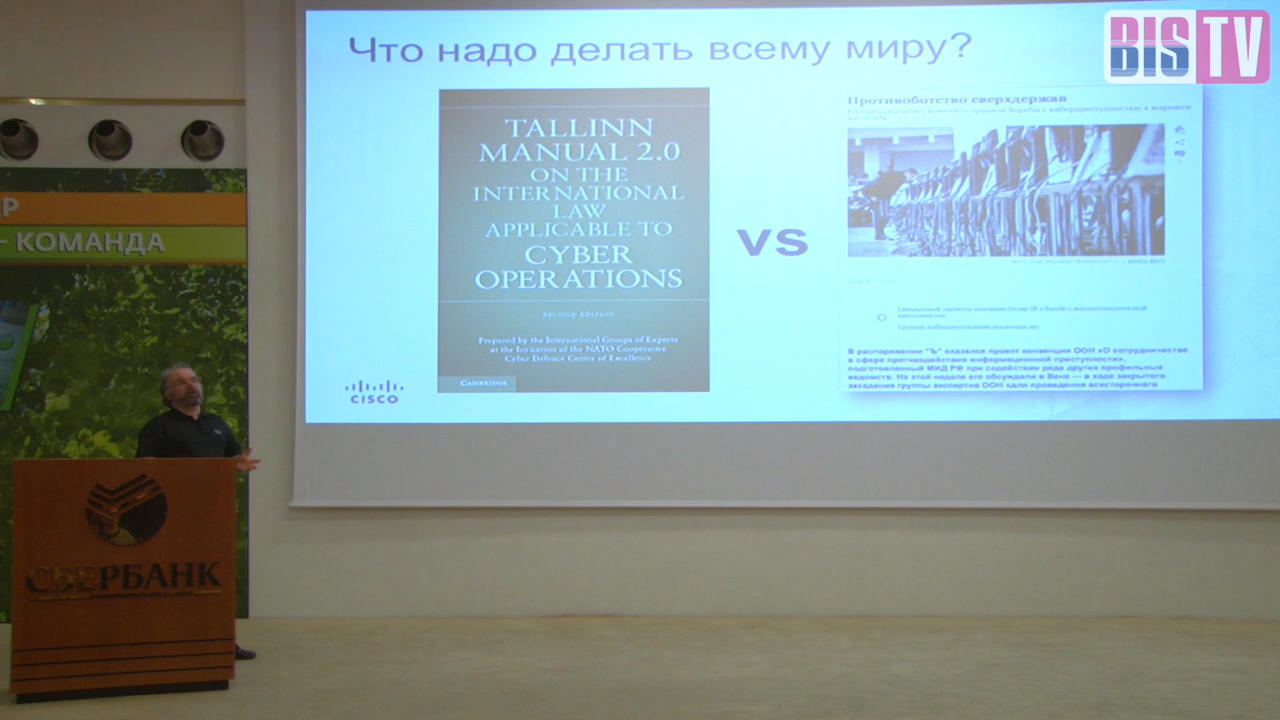 Что надо делать всему миру?
BIS TV
TALLINN
MANUAL 2.0
ON THE
INTERNATIONAL
LAW
APPLICABLE TO
CYBER
OPERATIONS
SECOND EDITION
Prepared by the International Groups of Experts
at the Invitation of the NATO Cooperative
Cyber Defence Centre of Excellence
CAMBRIDGE
vs
Противоботство сверхдержав
В распоряжении "Ъ" оказался проект конвенции ООН «О сотрудничестве
в сфере противодействия информационной преступности»,
подготовленный МИД РФ при содействии ряда других профильных
ведомств. На этой неделе его обсуждали в Вене — в ходе закрытого
заседания группы экспертов ООН «для проведения всестороннего
CISCO
- КОМАНДА
СБЕРБАНК